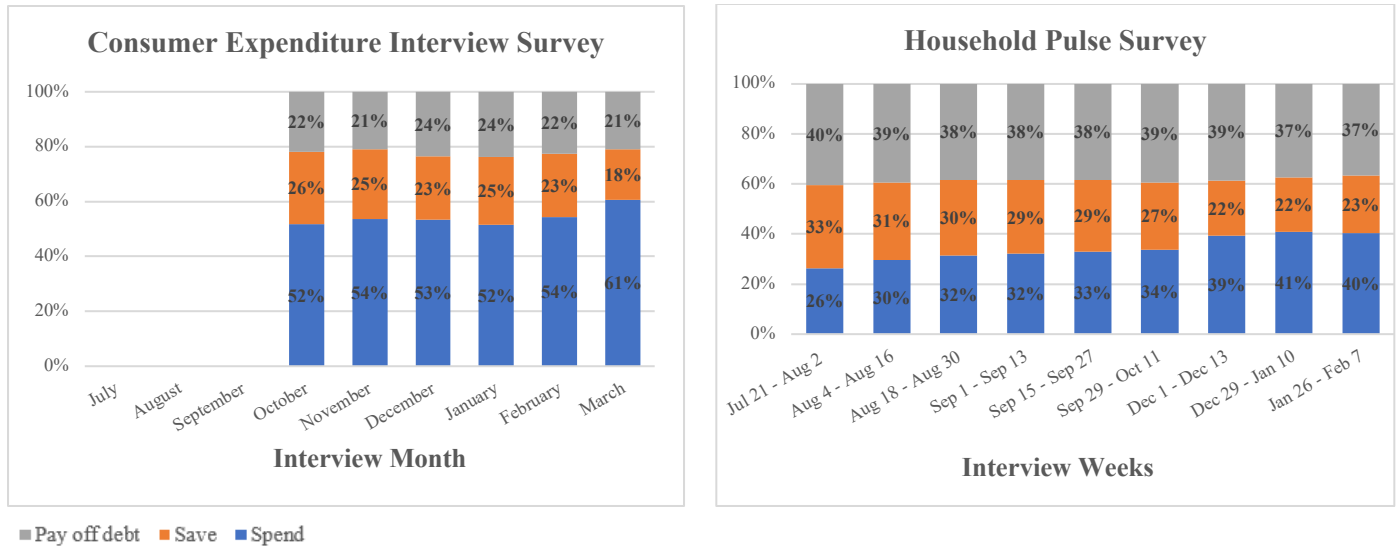 Consumer Expenditure Interview Survey
100%
80%
60%
40%
20%
0%
22% 21% 24% 24% 22% 21%
26% 25% 23% 25% 23% 18%
52% 54% 53% 52% 54% 61%
July August September October November December January February March
Interview Month
Household Pulse Survey
100%
80%
60%
40%
20%
0%
40% 39% 38% 38% 38% 39% 39% 37% 37%
33% 31% 30% 29% 29% 27% 22% 22% 23%
26% 30% 32% 32% 33% 34% 39% 41% 40%
Jul 21 - Aug 2 Aug 4 - Aug 16 Aug 18 - Aug 30 Sep 1 - Sep 13 Sep 15 - Sep 27 Sep 29 - Oct 11 Dec 1 - Dec 13 Dec 29 - Jan 10 Jan 26 - Feb 7
Interview Weeks
Pay off debt Save Spend